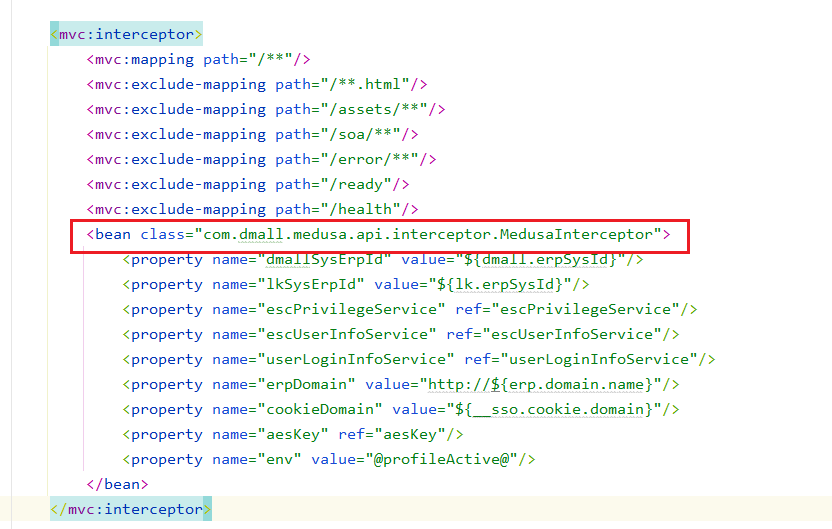 <mvc:interceptor>
<mvc:mapping path="/**"/>
<mvc:exclude-mapping path="/**.html"/>
<mvc:exclude-mapping path="/assets/**"/>
<mvc:exclude-mapping path="/soa/**"/>
<mvc:exclude-mapping path="/error/**"/>
<mvc:exclude-mapping path="/ready"/>
<mvc:exclude-mapping path="/health"/>
<bean class="com.dmall.medusa.api.interceptor.MedusaInterceptor">
<property name="dmallSysErpId" value="${dmall.erpSysId}"/>
<property name="lkSysErpId" value="${lk.erpSysId}"/>
<property name="escPrivilegeService" ref="escPrivilegeService"/>
<property name="escUserInfoService" ref="escUserInfoService"/>
<property name="userLoginInfoService" ref="userLoginInfoService"/>
<property name="erpDomain" value="http://${erp.domain.name}"/>
<property name="cookieDomain" value="${__sso.cookie.domain}"/>
<property name="aesKey" ref="aesKey"/>
<property name="env" value="@profileActive@"/>
</bean>
</mvc:interceptor>